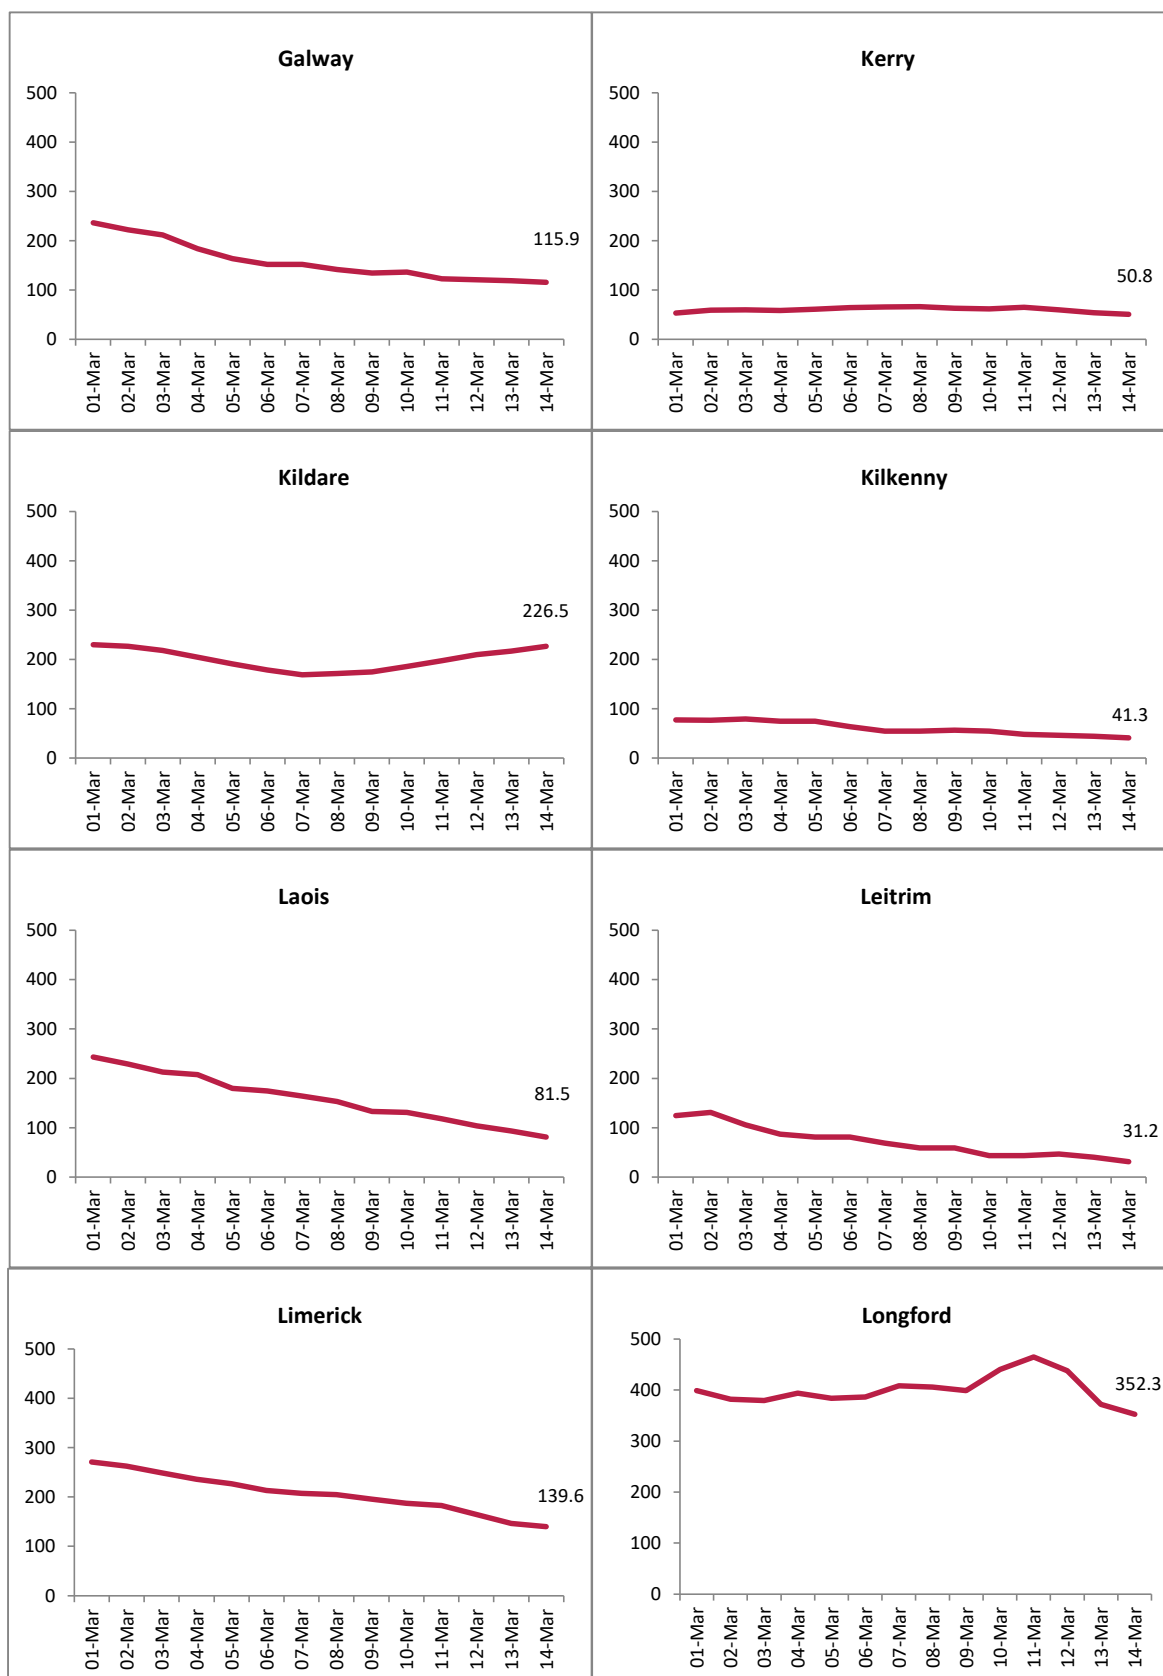 Galway
500
400
300
200
100
0
115.9
01-Mar
02-Mar
03-Mar
04-Mar
05-Mar
06-Mar
07-Mar
08-Mar
09-Mar
10-Mar
11-Mar
12-Mar
13-Mar
14-Mar
Kerry
500
400
300
200
100
0
50.8
01-Mar
02-Mar
03-Mar
04-Mar
05-Mar
06-Mar
07-Mar
08-Mar
09-Mar
10-Mar
11-Mar
12-Mar
13-Mar
14-Mar
Kildare
500
400
300
200
100
0
226.5
01-Mar
02-Mar
03-Mar
04-Mar
05-Mar
06-Mar
07-Mar
08-Mar
09-Mar
10-Mar
11-Mar
12-Mar
13-Mar
14-Mar
Kilkenny
500
400
300
200
100
0
41.3
01-Mar
02-Mar
03-Mar
04-Mar
05-Mar
06-Mar
07-Mar
08-Mar
09-Mar
10-Mar
11-Mar
12-Mar
13-Mar
14-Mar
Laois
500
400
300
200
100
0
81.5
01-Mar
02-Mar
03-Mar
04-Mar
05-Mar
06-Mar
07-Mar
08-Mar
09-Mar
10-Mar
11-Mar
12-Mar
13-Mar
14-Mar
Leitrim
500
400
300
200
100
0
31.2
01-Mar
02-Mar
03-Mar
04-Mar
05-Mar
06-Mar
07-Mar
08-Mar
09-Mar
10-Mar
11-Mar
12-Mar
13-Mar
14-Mar
Limerick
500
400
300
200
100
0
139.6
01-Mar
02-Mar
03-Mar
04-Mar
05-Mar
06-Mar
07-Mar
08-Mar
09-Mar
10-Mar
11-Mar
12-Mar
13-Mar
14-Mar
Longford
500
400
300
200
100
0
352.3
01-Mar
02-Mar
03-Mar
04-Mar
05-Mar
06-Mar
07-Mar
08-Mar
09-Mar
10-Mar
11-Mar
12-Mar
13-Mar
14-Mar